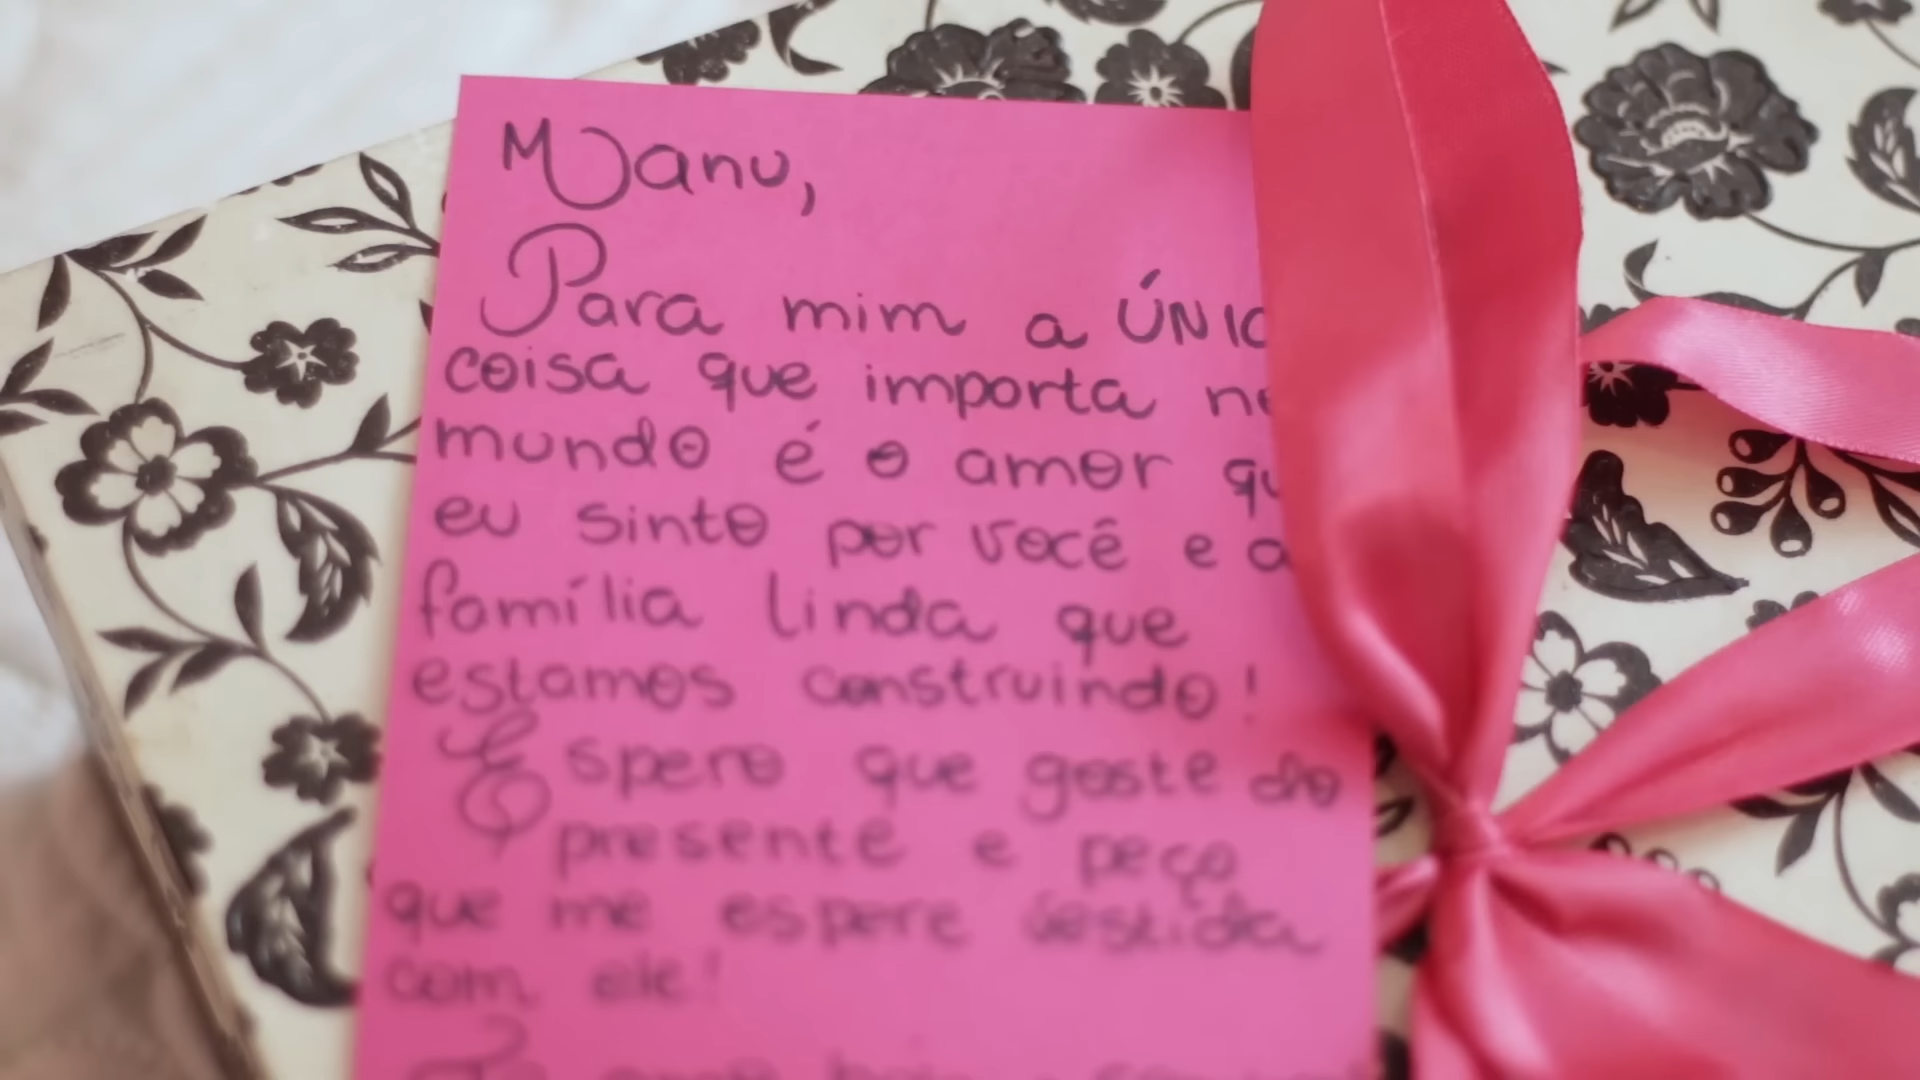 Manu,
Para mim a ÚNIC
coisa que importa n
mundo é o amor qu
eu sinto por você e a
família linda que
estamos construindo!
Espero que goste do
presente e peço
que me espere vestida
com ele!